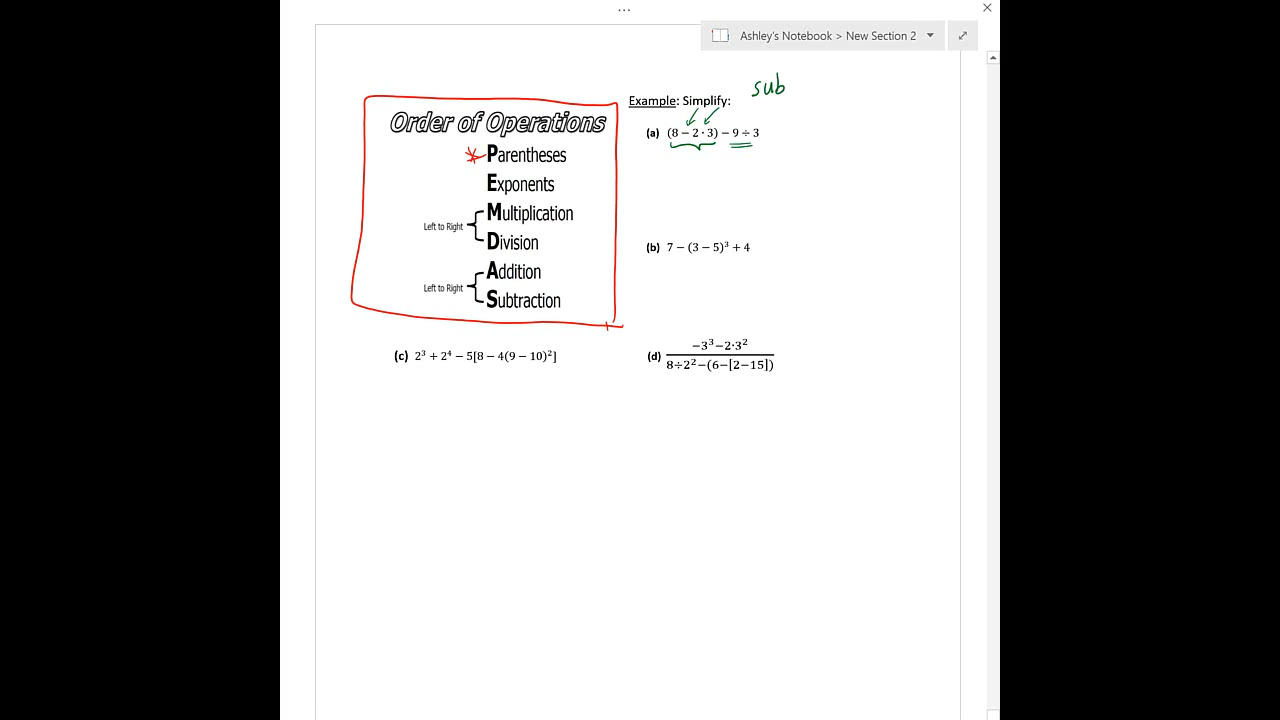 ...
Ashley's Notebook > New Section 2
sub
Example: Simplify:
Order of Operations
(a) (8 − 2 · 3) − 9 ÷ 3
Parentheses
Exponents
Multiplication
Left to Right
Division
(b) 7 − (3 − 5)³ + 4
Addition
Left to Right
Subtraction
(c) 2³ + 2⁴ − 5[8 − 4(9 − 10)²]
(d) −3³−2·3²
8÷2²−(6−[2−15])